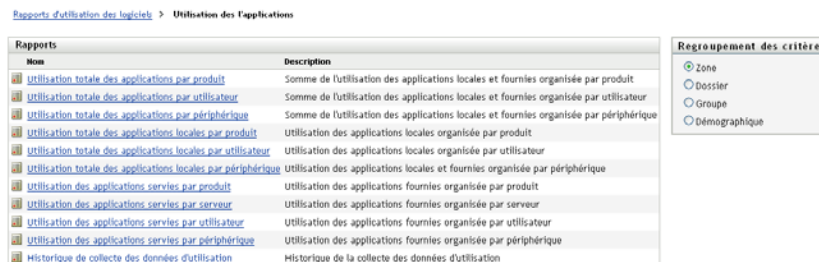 Rapports d'utilisation des logiciels > Utilisation des l'applications
Rapports
Nom Description
Utilisation totale des applications par produit Somme de l'utilisation des applications locales et fournies organisée par produit
Utilisation totale des applications par utilisateur Somme de l'utilisation des applications locales et fournies organisée par utilisateur
Utilisation totale des applications par périphérique Somme de l'utilisation des applications locales et fournies organisée par périphérique
Utilisation totale des applications locales par produit Utilisation des applications locales organisée par produit
Utilisation totale des applications locales par utilisateur Utilisation des applications locales organisée par utilisateur
Utilisation totale des applications locales par périphérique Utilisation des applications locales et fournies organisée par périphérique
Utilisation des applications servies par produit Utilisation des applications fournies organisée par produit
Utilisation des applications servies par serveur Utilisation des applications fournies organisée par serveur
Utilisation des applications servies par utilisateur Utilisation des applications fournies organisée par utilisateur
Utilisation des applications servies par périphérique Utilisation des applications fournies organisée par périphérique
Historique de collecte des données d'utilisation Historique de la collecte des données d'utilisation
Regroupement des critère
Zone
Dossier
Groupe
Démographique